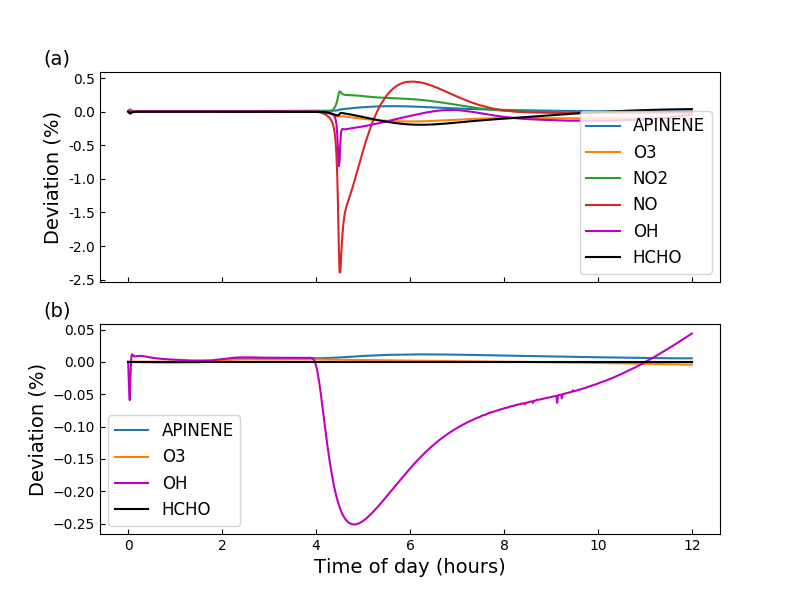 (a)
0.5
0.0
-0.5
-1.0
-1.5
-2.0
-2.5
Deviation (%)
APINENE
O3
NO2
NO
OH
HCHO
(b)
0.05
0.00
−0.05
−0.10
−0.15
−0.20
−0.25
Deviation (%)
APINENE
O3
OH
HCHO
0 2 4 6 8 10 12
Time of day (hours)